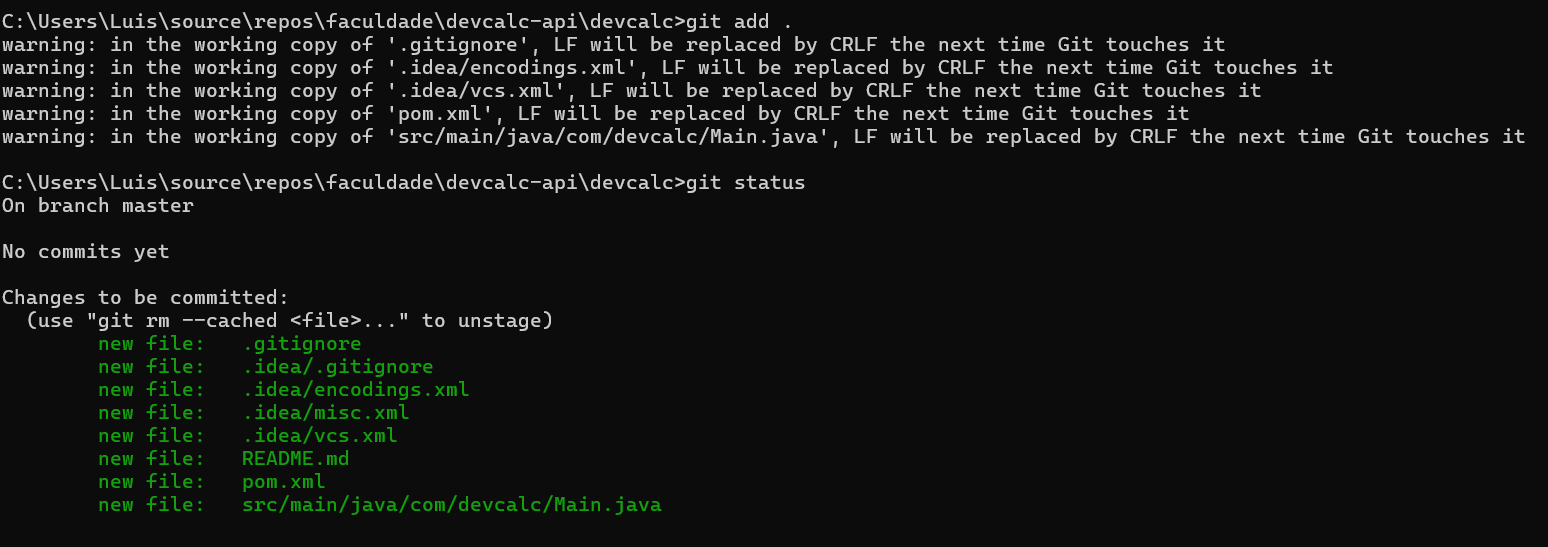 C:\Users\Luis\source\repos\faculdade\devcalc-api\devcalc>git add .
warning: in the working copy of '.gitignore', LF will be replaced by CRLF the next time Git touches it
warning: in the working copy of '.idea/encodings.xml', LF will be replaced by CRLF the next time Git touches it
warning: in the working copy of '.idea/vcs.xml', LF will be replaced by CRLF the next time Git touches it
warning: in the working copy of 'pom.xml', LF will be replaced by CRLF the next time Git touches it
warning: in the working copy of 'src/main/java/com/devcalc/Main.java', LF will be replaced by CRLF the next time Git touches it

C:\Users\Luis\source\repos\faculdade\devcalc-api\devcalc>git status
On branch master

No commits yet

Changes to be committed:
  (use "git rm --cached <file>..." to unstage)
        new file:   .gitignore
        new file:   .idea/.gitignore
        new file:   .idea/encodings.xml
        new file:   .idea/misc.xml
        new file:   .idea/vcs.xml
        new file:   README.md
        new file:   pom.xml
        new file:   src/main/java/com/devcalc/Main.java